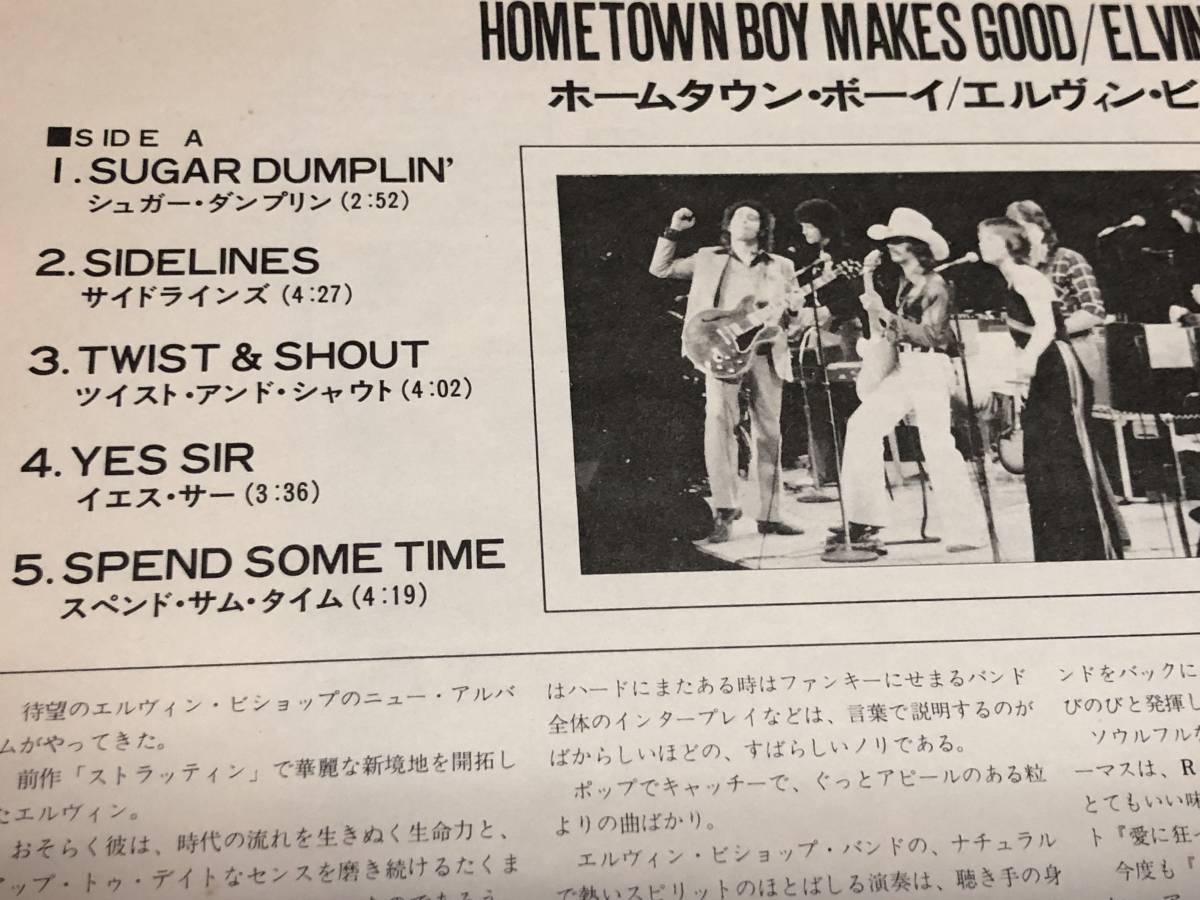 HOMETOWN BOY MAKES GOOD/ELVIN
ホームタウン・ボーイ/エルヴィン・ビ
■SIDE A
1. SUGAR DUMPLIN'
シュガー・ダンプリン(2:52)
2. SIDELINES
サイドラインズ(4:27)
3. TWIST & SHOUT
ツイスト・アンド・シャウト(4:02)
4. YES SIR
イエス・サー(3:36)
5. SPEND SOME TIME
スペンド・サム・タイム(4:19)
待望のエルヴィン・ビショップのニュー・アルバ
ムがやってきた。
前作「ストラッティン」で華麗な新境地を開拓し
たエルヴィン。
おそらく彼は、時代の流れを生きぬく生命力と、
アップ・トゥ・デイトなセンスを磨き続けるたくま
はハードにまたある時はファンキーにせまるバンド
全体のインタープレイなどは、言葉で説明するのが
ばからしいほどの、すばらしいノリである。
ポップでキャッチーで、ぐっとアピールのある粒
よりの曲ばかり。
エルヴィン・ビショップ・バンドの、ナチュラル
で熱いスピリットのほとばしる演奏は、聴き手の身
ンドをバックに
びのびと発揮し
ソウルフルな
ーマスは、R
とてもいい味
ト『愛に狂っ
今度も『